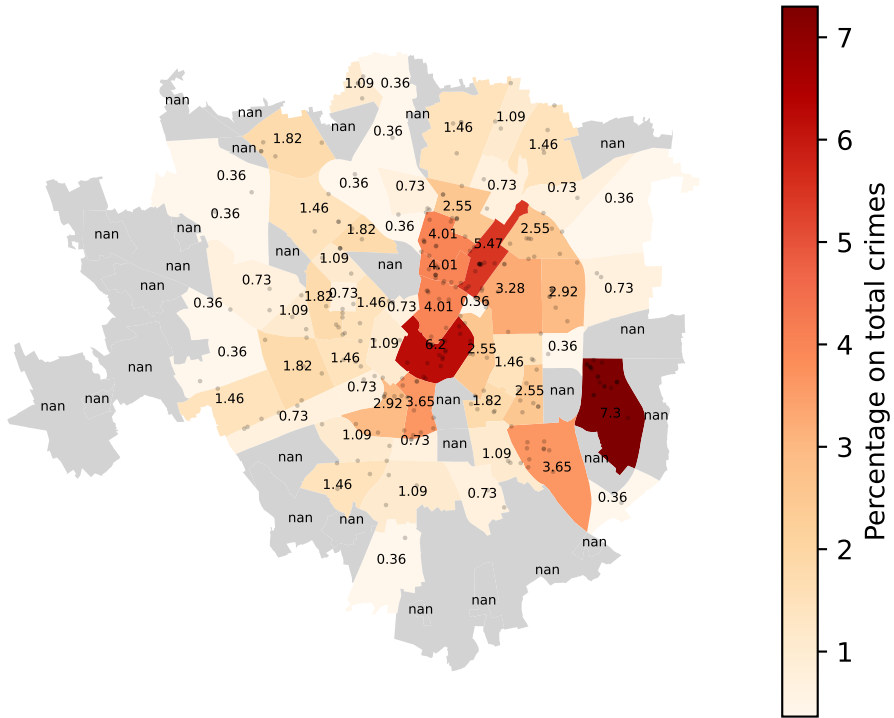 1.09 0.36
nan
nan
nan
nan
0.36
1.46
1.09
nan
1.82
1.46
nan
0.36
0.36
0.73
0.73
0.73
0.36
0.36
1.46
2.55
nan
1.82
0.36
4.01
5.47
2.55
nan
nan
1.09
nan
nan
4.01
nan
0.73
3.28
2.92
0.73
0.36
1.09
1.82
0.73
1.46
0.73
4.01
0.36
nan
0.36
1.09
6.2
2.55
0.36
nan
1.82
1.46
1.46
nan
nan
1.46
0.73
0.73
2.92
3.65
nan
1.82
2.55
nan
7.3
nan
1.09
0.73
nan
nan
1.09
3.65
nan
1.46
1.09
0.73
0.36
nan
nan
nan
0.36
nan
nan
nan
7
6
5
4
3
2
1
Percentage on total crimes